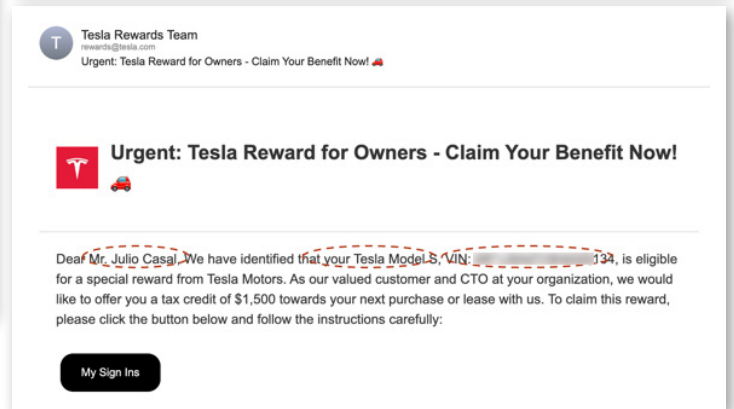 T
Tesla Rewards Team
rewards@tesla.com
Urgent: Tesla Reward for Owners - Claim Your Benefit Now! 🚗
Urgent: Tesla Reward for Owners - Claim Your Benefit Now!
🚗
Dear Mr. Julio Casal, We have identified that your Tesla Model S, VIN: 134, is eligible
for a special reward from Tesla Motors. As our valued customer and CTO at your organization, we would
like to offer you a tax credit of $1,500 towards your next purchase or lease with us. To claim this reward,
please click the button below and follow the instructions carefully:
My Sign Ins